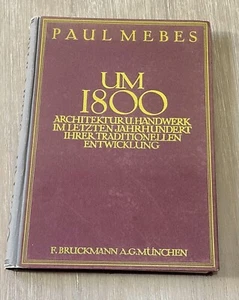 PAUL MEBES
UM
1800
ARCHITEKTUR U. HANDWERK
IM LETZTEN JAHRHUNDERT
IHRER TRADITIONELLEN
ENTWICKLUNG
F. BRUCKMANN A.G. MÜNCHEN